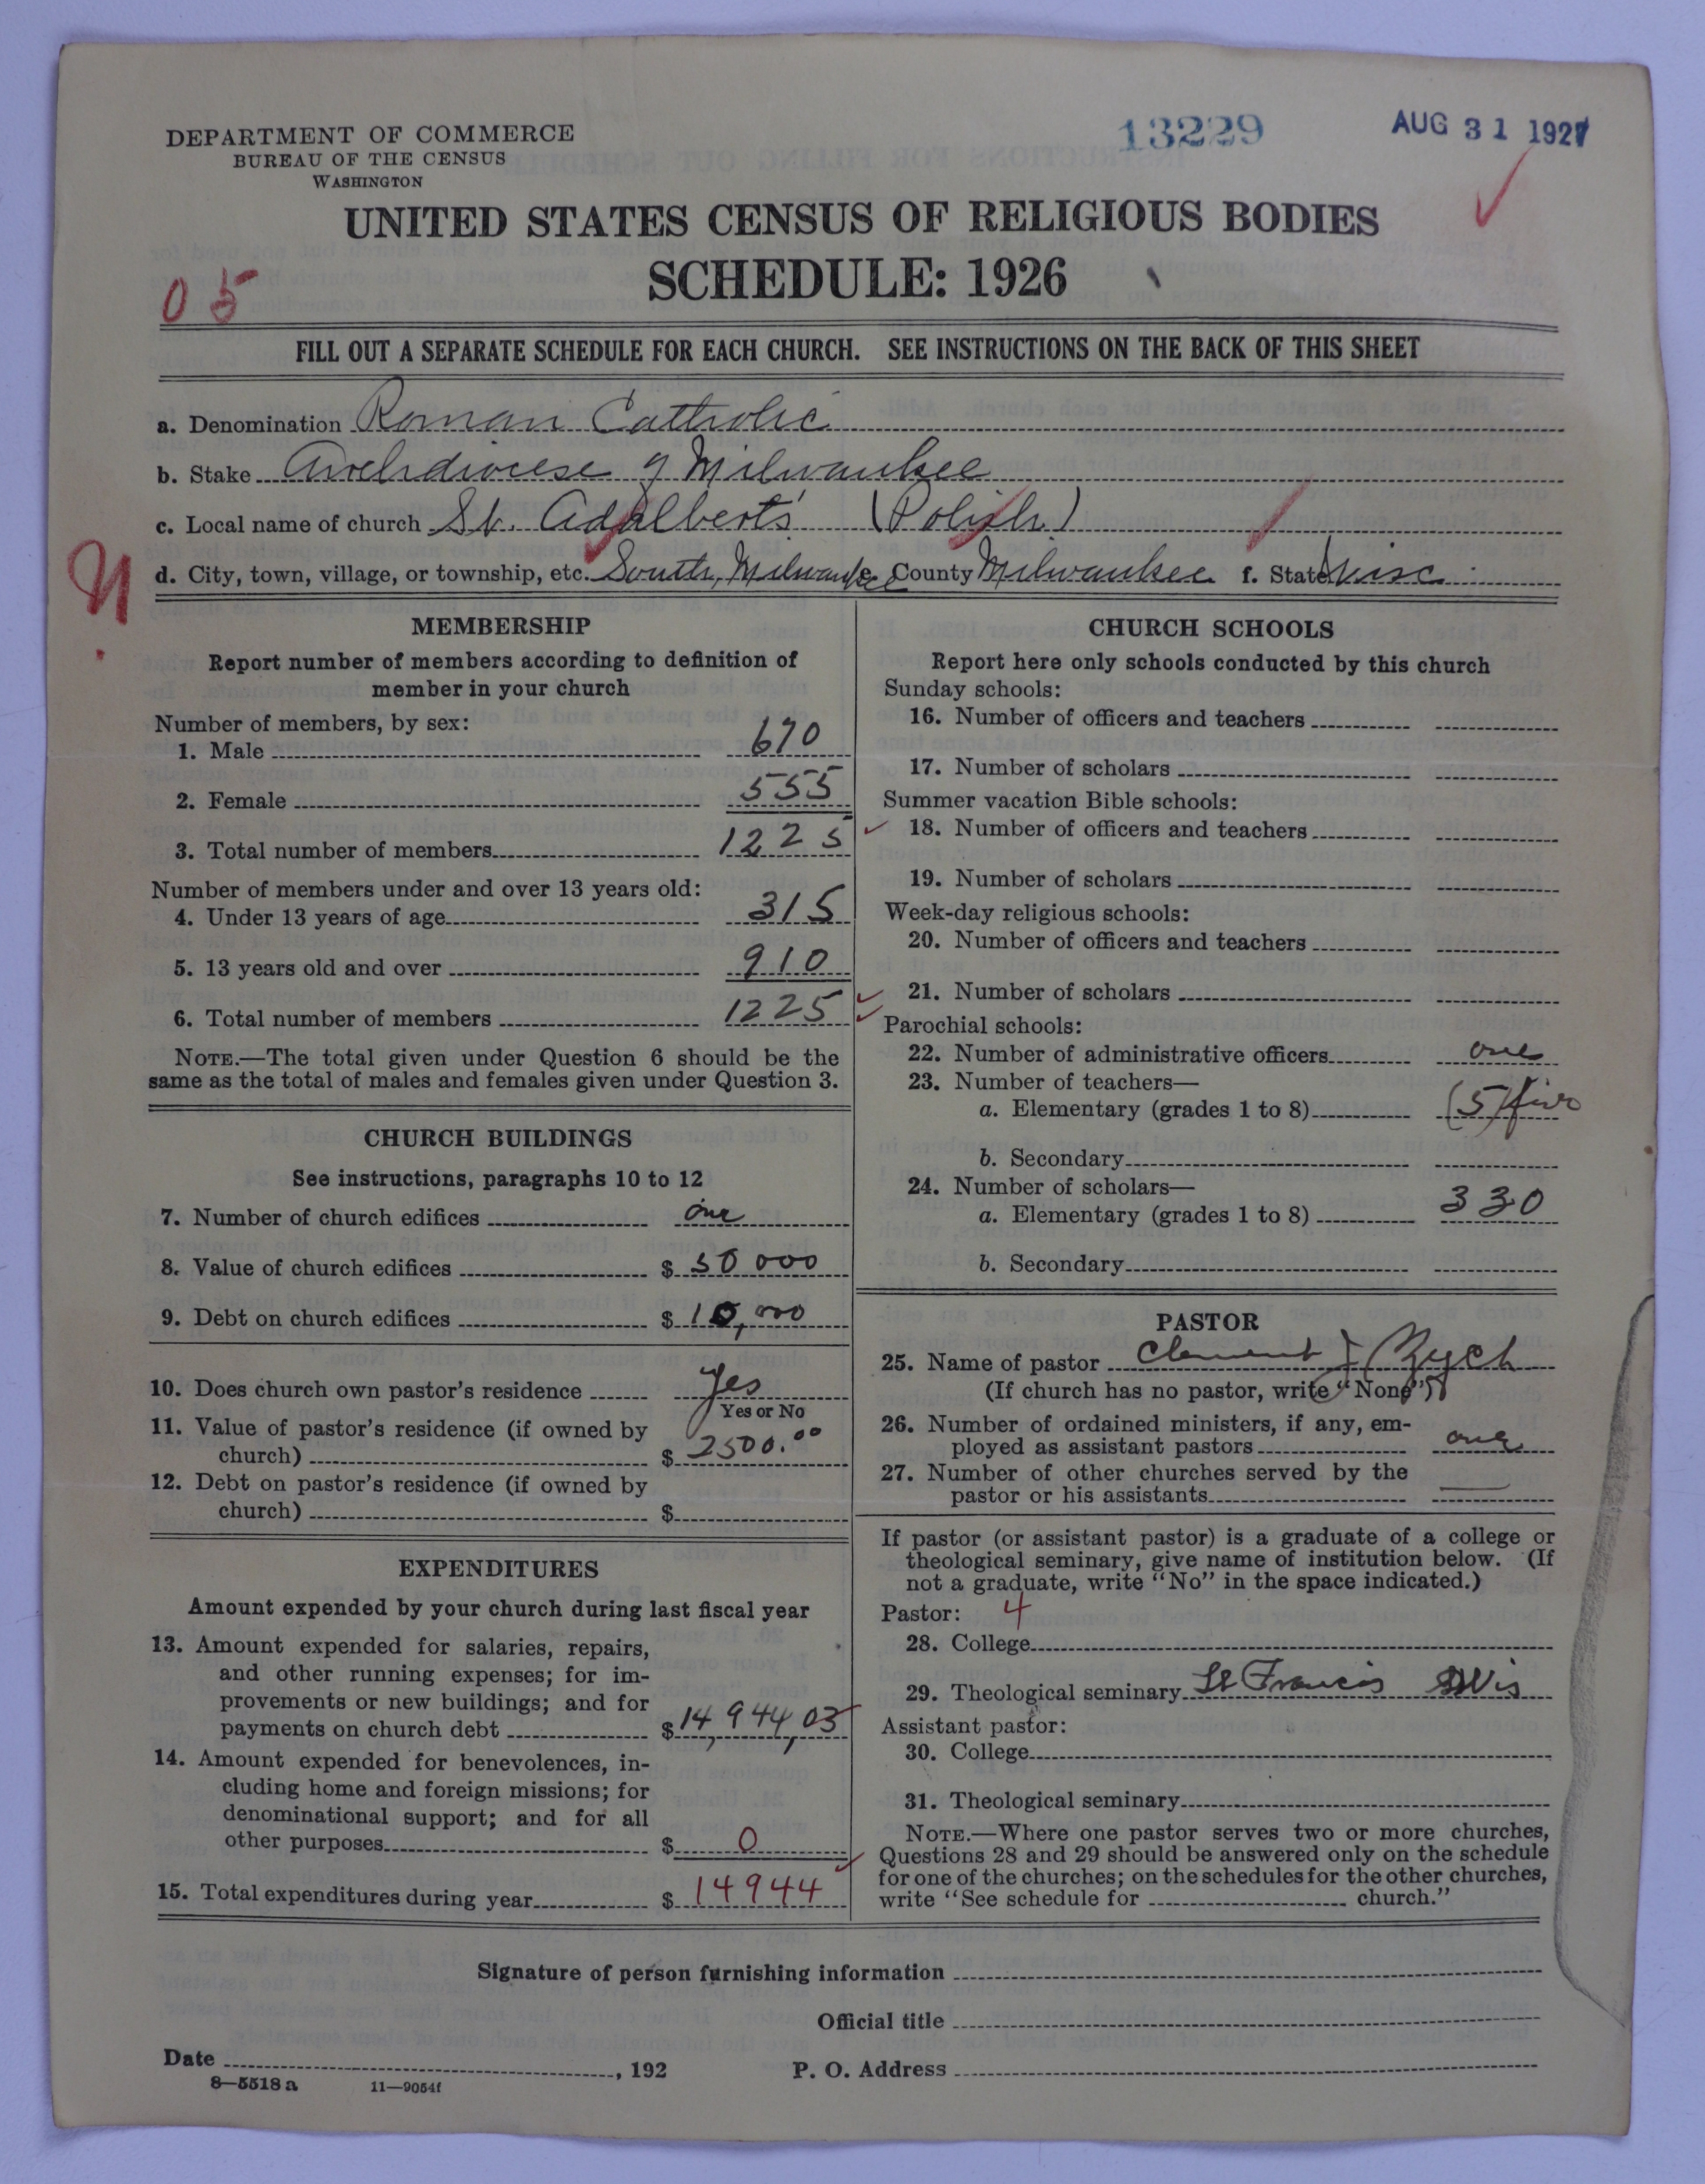 DEPARTMENT OF COMMERCE
BUREAU OF THE CENSUS
WASHINGTON
13229
AUG 31 1927
UNITED STATES CENSUS OF RELIGIOUS BODIES
SCHEDULE: 1926
05
FILL OUT A SEPARATE SCHEDULE FOR EACH CHURCH. SEE INSTRUCTIONS ON THE BACK OF THIS SHEET
a. Denomination Roman Catholic
b. Stake Archdiocese of Milwaukee
c. Local name of church St. Adalbert's (Polish)
d. City, town, village, or township, etc. South Milwaukee e. County Milwaukee f. State Wisc.
MEMBERSHIP
Report number of members according to definition of
member in your church
Number of members, by sex:
1. Male 670
2. Female 555
3. Total number of members 1225
Number of members under and over 13 years old:
4. Under 13 years of age 315
5. 13 years old and over 910
6. Total number of members 1225
NOTE.—The total given under Question 6 should be the
same as the total of males and females given under Question 3.
CHURCH BUILDINGS
See instructions, paragraphs 10 to 12
7. Number of church edifices one
8. Value of church edifices $ 50 000
9. Debt on church edifices $ 10,000
10. Does church own pastor's residence yes
Yes or No
11. Value of pastor's residence (if owned by
church) $ 2500.00
12. Debt on pastor's residence (if owned by
church) $
EXPENDITURES
Amount expended by your church during last fiscal year
13. Amount expended for salaries, repairs,
and other running expenses; for im-
provements or new buildings; and for
payments on church debt $ 14,944,03
14. Amount expended for benevolences, in-
cluding home and foreign missions; for
denominational support; and for all
other purposes $ 0
15. Total expenditures during year $ 14944
CHURCH SCHOOLS
Report here only schools conducted by this church
Sunday schools:
16. Number of officers and teachers
17. Number of scholars
Summer vacation Bible schools:
18. Number of officers and teachers
19. Number of scholars
Week-day religious schools:
20. Number of officers and teachers
21. Number of scholars
Parochial schools:
22. Number of administrative officers one
23. Number of teachers—
a. Elementary (grades 1 to 8) (5) five
b. Secondary
24. Number of scholars—
a. Elementary (grades 1 to 8) 330
b. Secondary
PASTOR
25. Name of pastor Clement J Zych
(If church has no pastor, write "None")
26. Number of ordained ministers, if any, em-
ployed as assistant pastors one
27. Number of other churches served by the
pastor or his assistants —
If pastor (or assistant pastor) is a graduate of a college or
theological seminary, give name of institution below. (If
not a graduate, write "No" in the space indicated.)
Pastor: 4
28. College
29. Theological seminary St Francis Wis
Assistant pastor:
30. College
31. Theological seminary
NOTE.—Where one pastor serves two or more churches,
Questions 28 and 29 should be answered only on the schedule
for one of the churches; on the schedules for the other churches,
write "See schedule for church."
Signature of person furnishing information
Official title
Date , 192 P. O. Address
8—5518 a 11—9054f